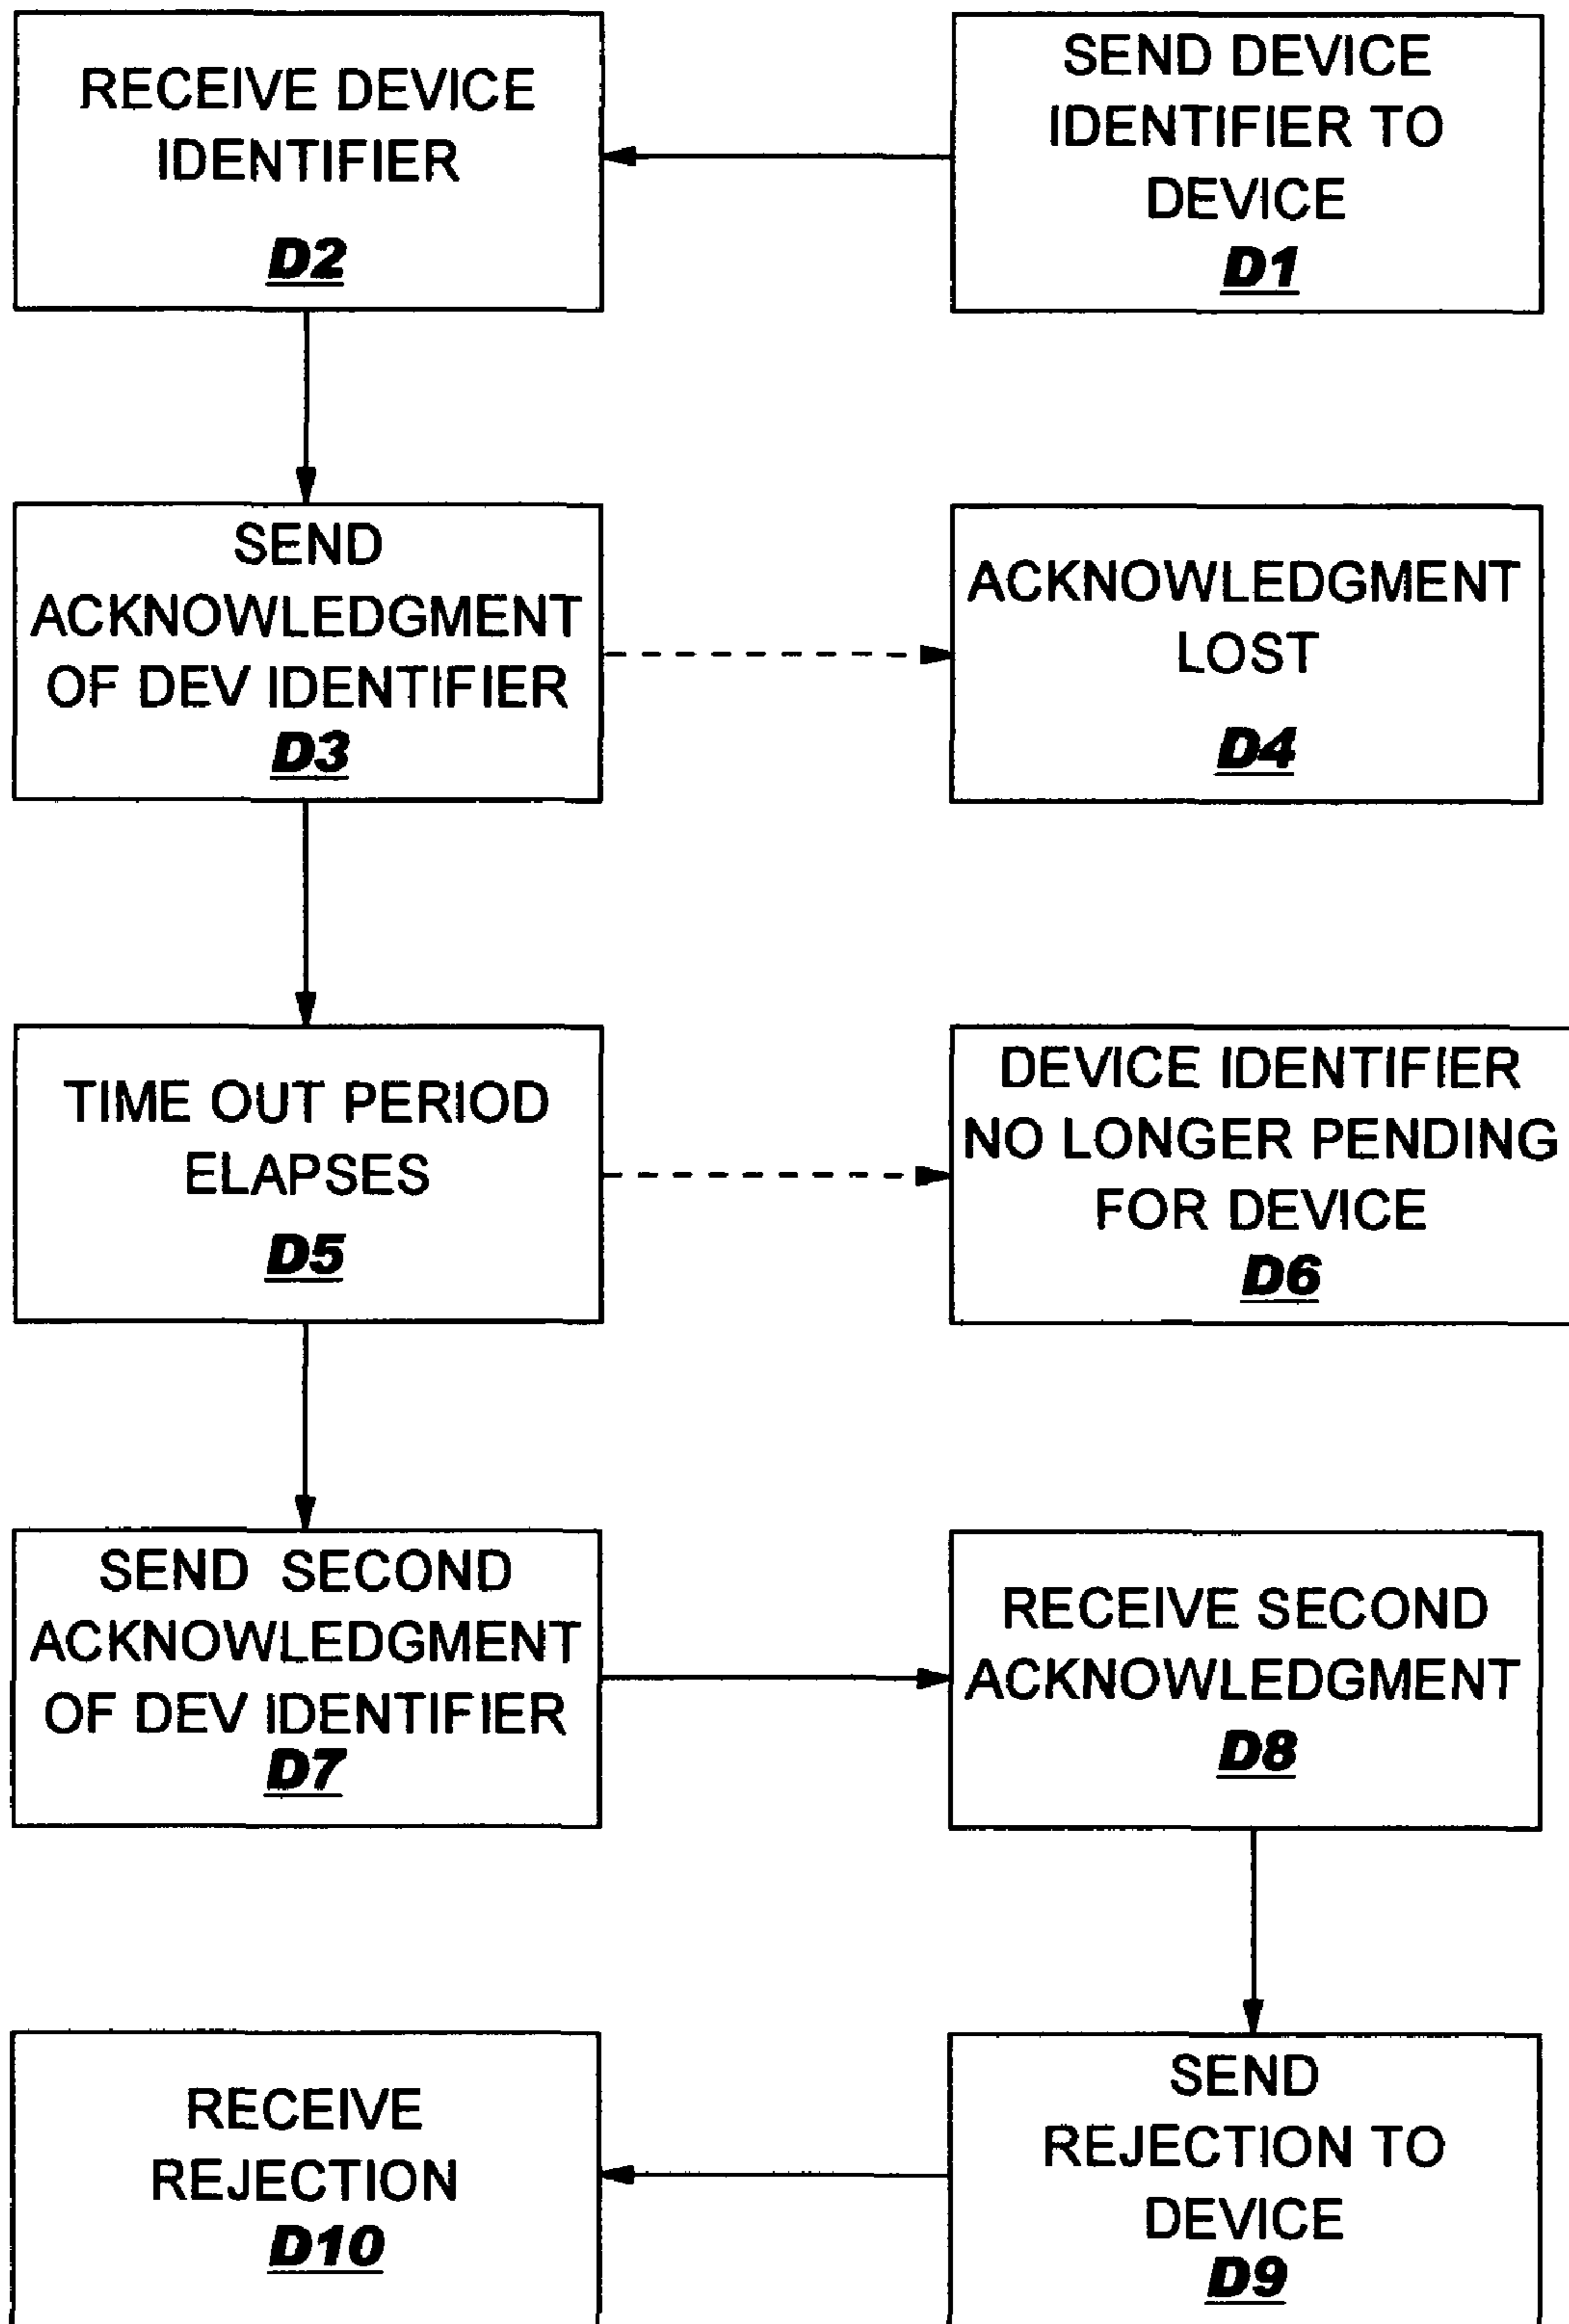 RECEIVE DEVICE
IDENTIFIER
D2
SEND DEVICE
IDENTIFIER TO
DEVICE
D1
SEND
ACKNOWLEDGMENT
OF DEV IDENTIFIER
D3
ACKNOWLEDGMENT
LOST
D4
TIME OUT PERIOD
ELAPSES
D5
DEVICE IDENTIFIER
NO LONGER PENDING
FOR DEVICE
D6
SEND SECOND
ACKNOWLEDGMENT
OF DEV IDENTIFIER
D7
RECEIVE SECOND
ACKNOWLEDGMENT
D8
RECEIVE
REJECTION
D10
SEND
REJECTION TO
DEVICE
D9